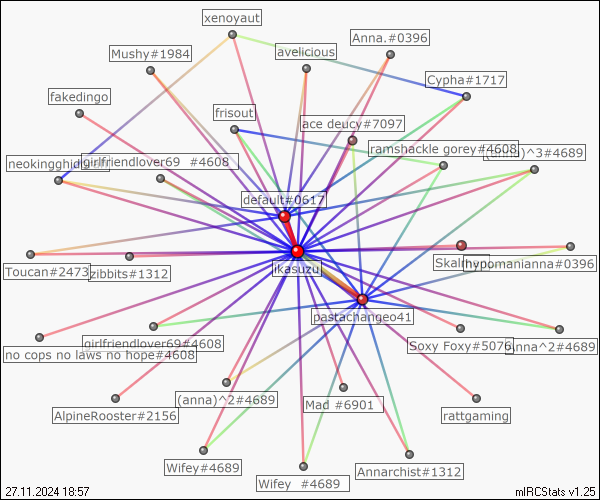 xenoyaut
Anna.#0396
Mushy#1984
avelicious
Cypha#1717
fakedingo
frisout
ace deucy#7097
ramshackle gorey#4608
(anna)^3#4689
neokingghidorah
girlfriendlover69 #4608
default#0617
ikasuzu
Toucan#2473
zibbits#1312
hypomanianna#0396
pastachangeo41
no cops no laws no hope#4608
girlfriendlover69#4608
Soxy Foxy#5076
anna^2#4689
(anna)^2#4689
Mad #6901
AlpineRooster#2156
rattgaming
Wifey#4689
Wifey #4689
Annarchist#1312
27.11.2024 18:57
mIRCStats v1.25